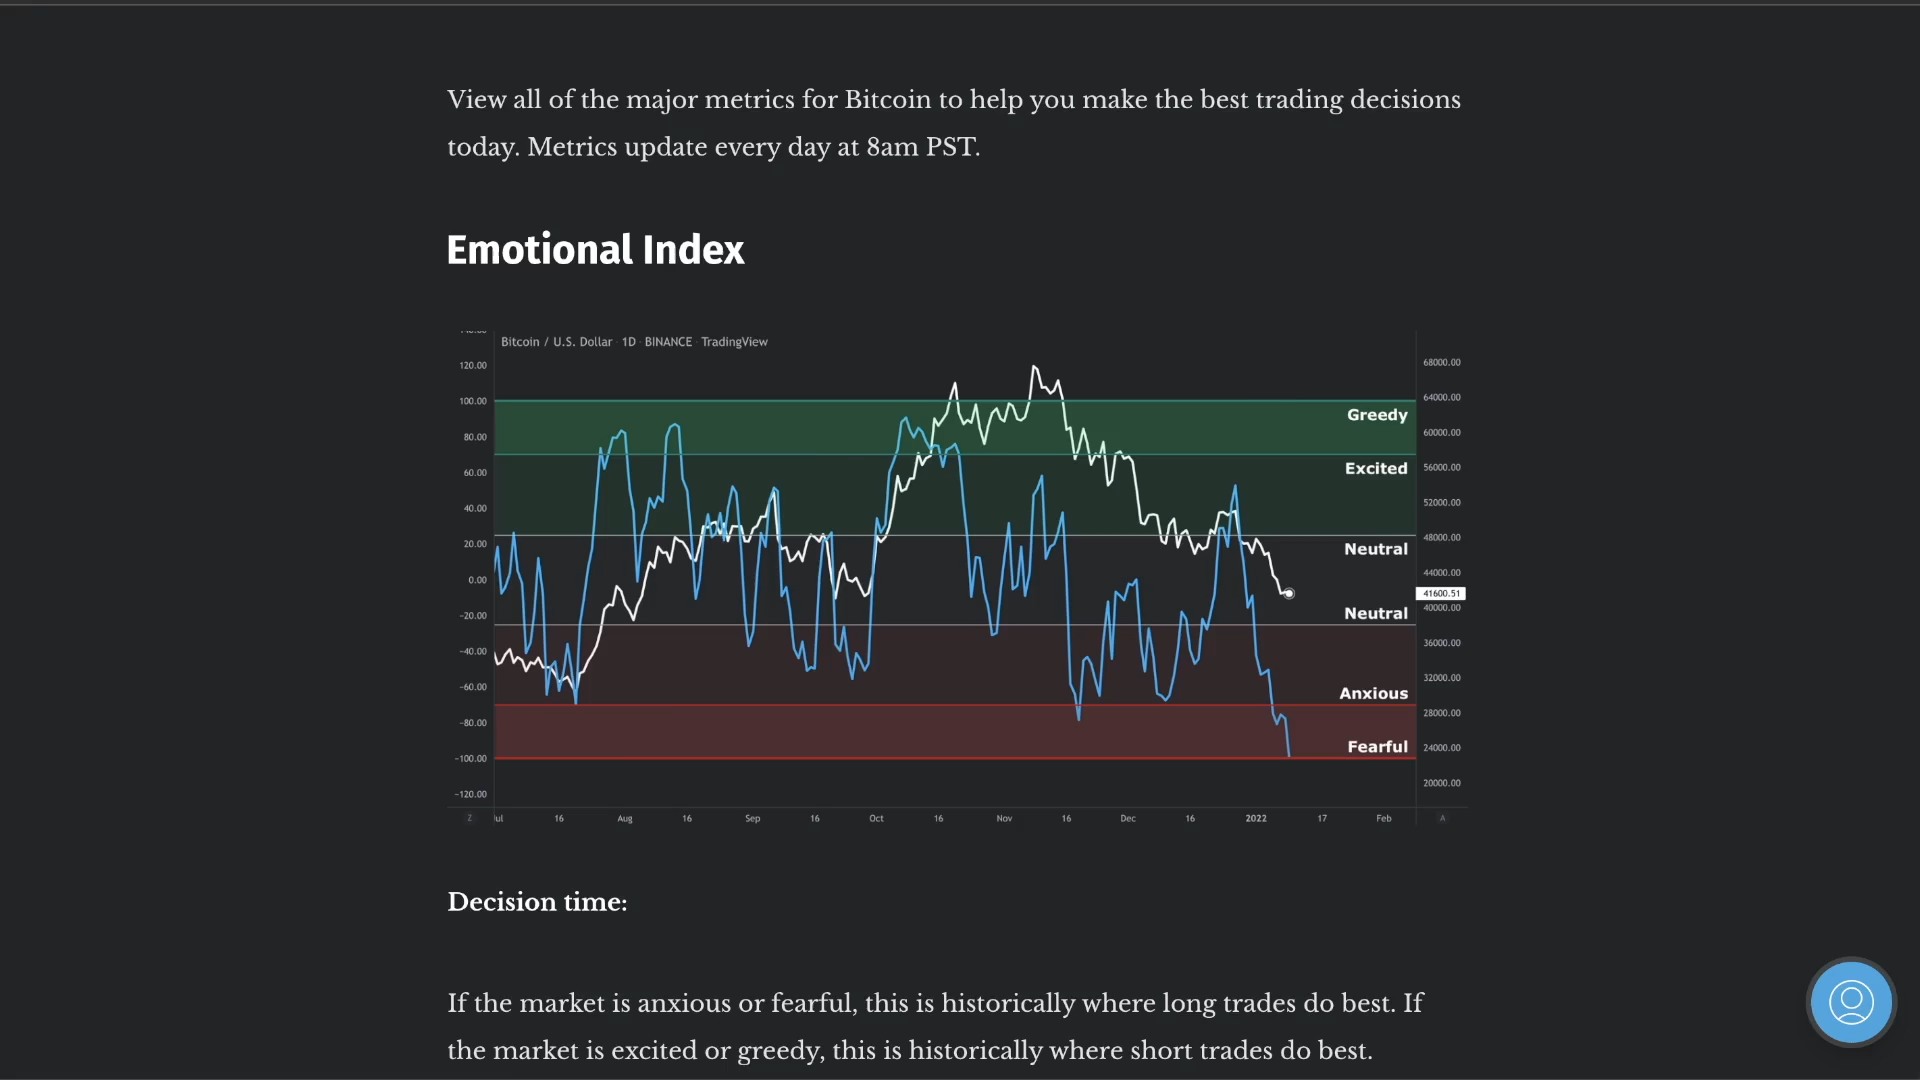 View all of the major metrics for Bitcoin to help you make the best trading decisions
today. Metrics update every day at 8am PST.
Emotional Index
Bitcoin / U.S. Dollar · 1D · BINANCE · TradingView
120.00
100.00
80.00
60.00
40.00
20.00
0.00
−20.00
−40.00
−60.00
−80.00
−100.00
−120.00
Greedy
Excited
Neutral
Neutral
Anxious
Fearful
68000.00
64000.00
60000.00
56000.00
52000.00
48000.00
44000.00
41600.51
40000.00
36000.00
32000.00
28000.00
24000.00
20000.00
Z Jul 16 Aug 16 Sep 16 Oct 16 Nov 16 Dec 16 2022 17 Feb A
Decision time:
If the market is anxious or fearful, this is historically where long trades do best. If
the market is excited or greedy, this is historically where short trades do best.